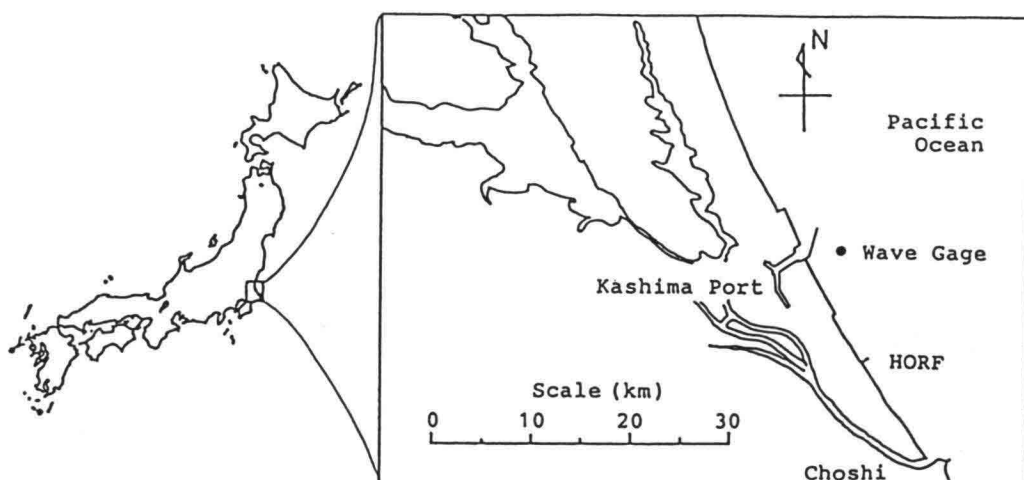 N
Pacific
Ocean
Wave Gage
Kashima Port
HORF
Scale (km)
0 10 20 30
Choshi